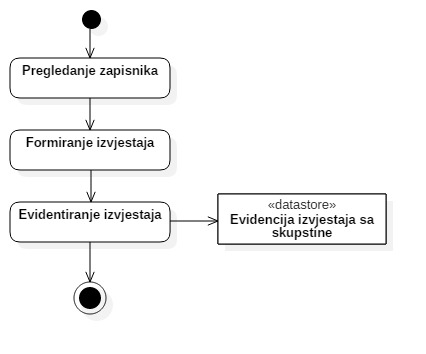 Pregledanje zapisnika
Formiranje izvjestaja
Evidentiranje izvjestaja
«datastore»
Evidencija izvjestaja sa
skupstine